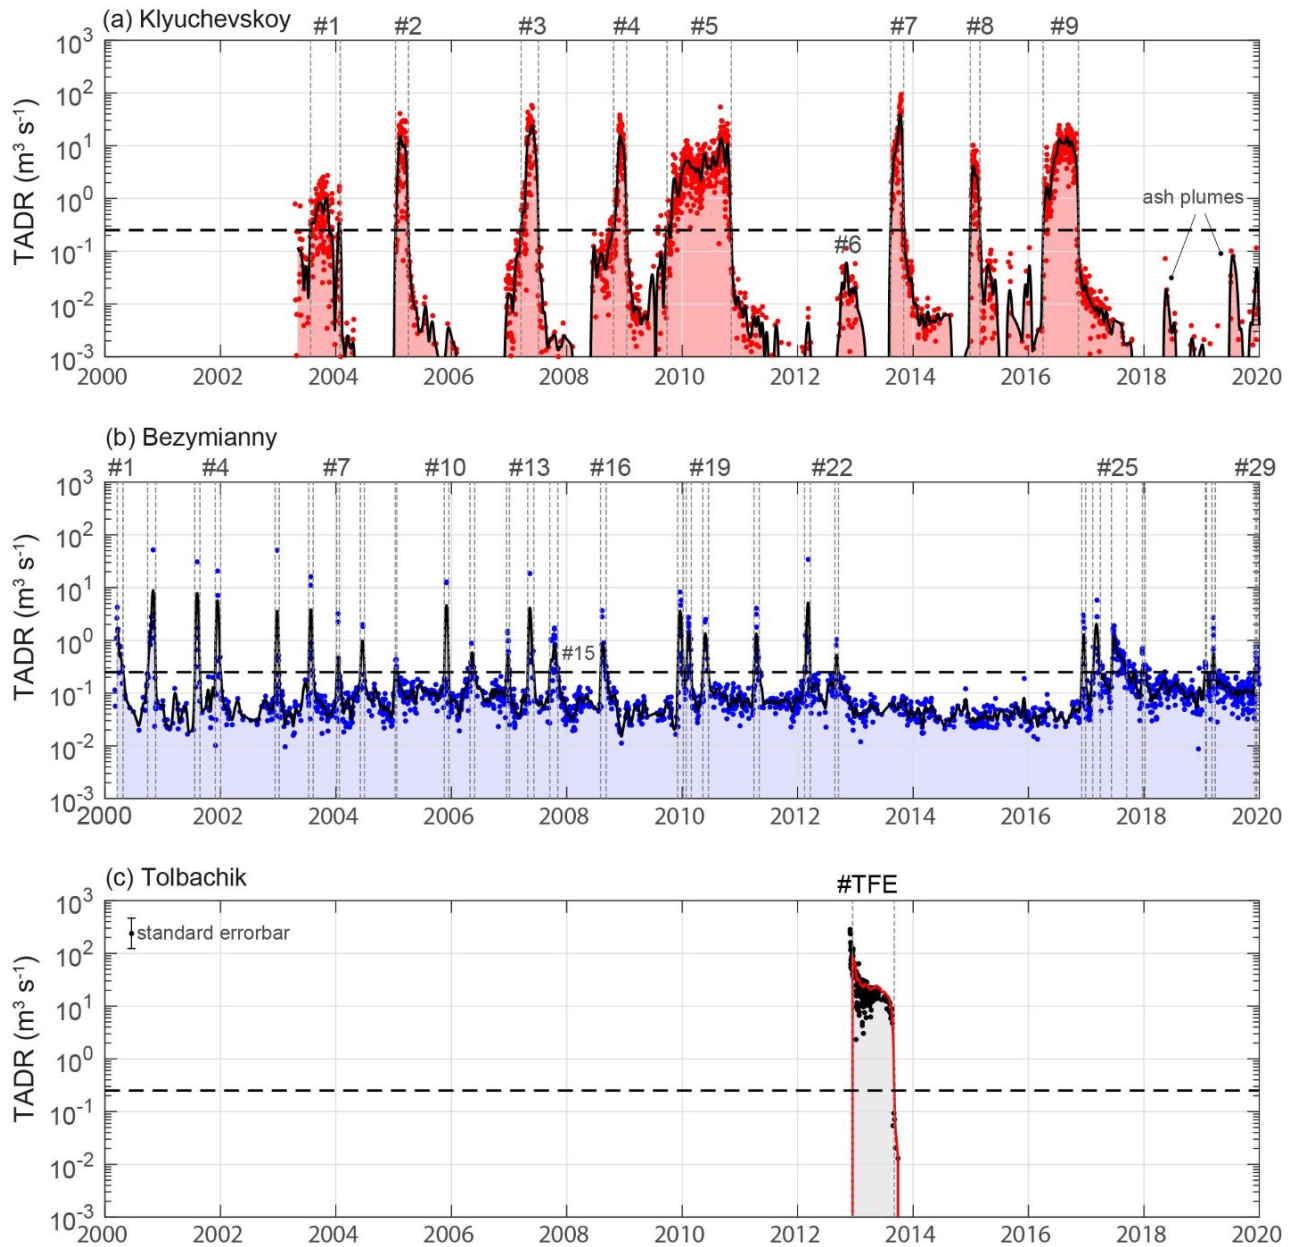 (a) Klyuchevskoy
#1 #2 #3 #4 #5 #7 #8 #9
10³
10²
10¹
10⁰
10⁻¹
10⁻²
10⁻³
TADR (m³ s⁻¹)
ash plumes
#6
2000 2002 2004 2006 2008 2010 2012 2014 2016 2018 2020
(b) Bezymianny
#1 #4 #7 #10 #13 #16 #19 #22 #25 #29
10³
10²
10¹
10⁰
10⁻¹
10⁻²
10⁻³
TADR (m³ s⁻¹)
#15
2000 2002 2004 2006 2008 2010 2012 2014 2016 2018 2020
(c) Tolbachik
#TFE
10³
10²
10¹
10⁰
10⁻¹
10⁻²
10⁻³
TADR (m³ s⁻¹)
standard errorbar
2000 2002 2004 2006 2008 2010 2012 2014 2016 2018 2020